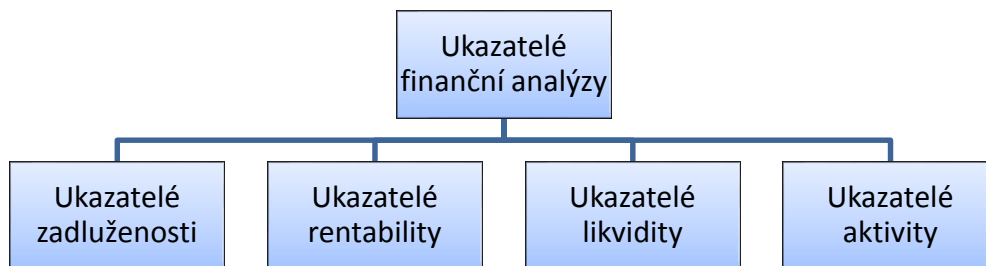 Ukazatelé
finanční analýzy
Ukazatelé
zadluženosti
Ukazatelé
rentability
Ukazatelé
likvidity
Ukazatelé
aktivity